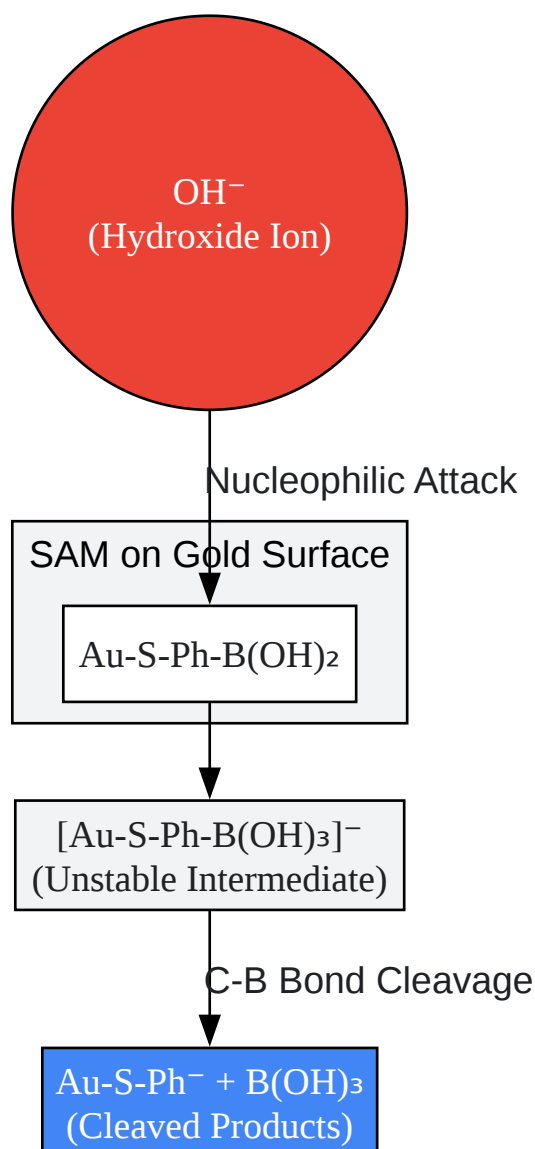 OH⁻
(Hydroxide Ion)
Nucleophilic Attack
SAM on Gold Surface
Au-S-Ph-B(OH)₂
[Au-S-Ph-B(OH)₃]⁻
(Unstable Intermediate)
C-B Bond Cleavage
Au-S-Ph⁻ + B(OH)₃
(Cleaved Products)